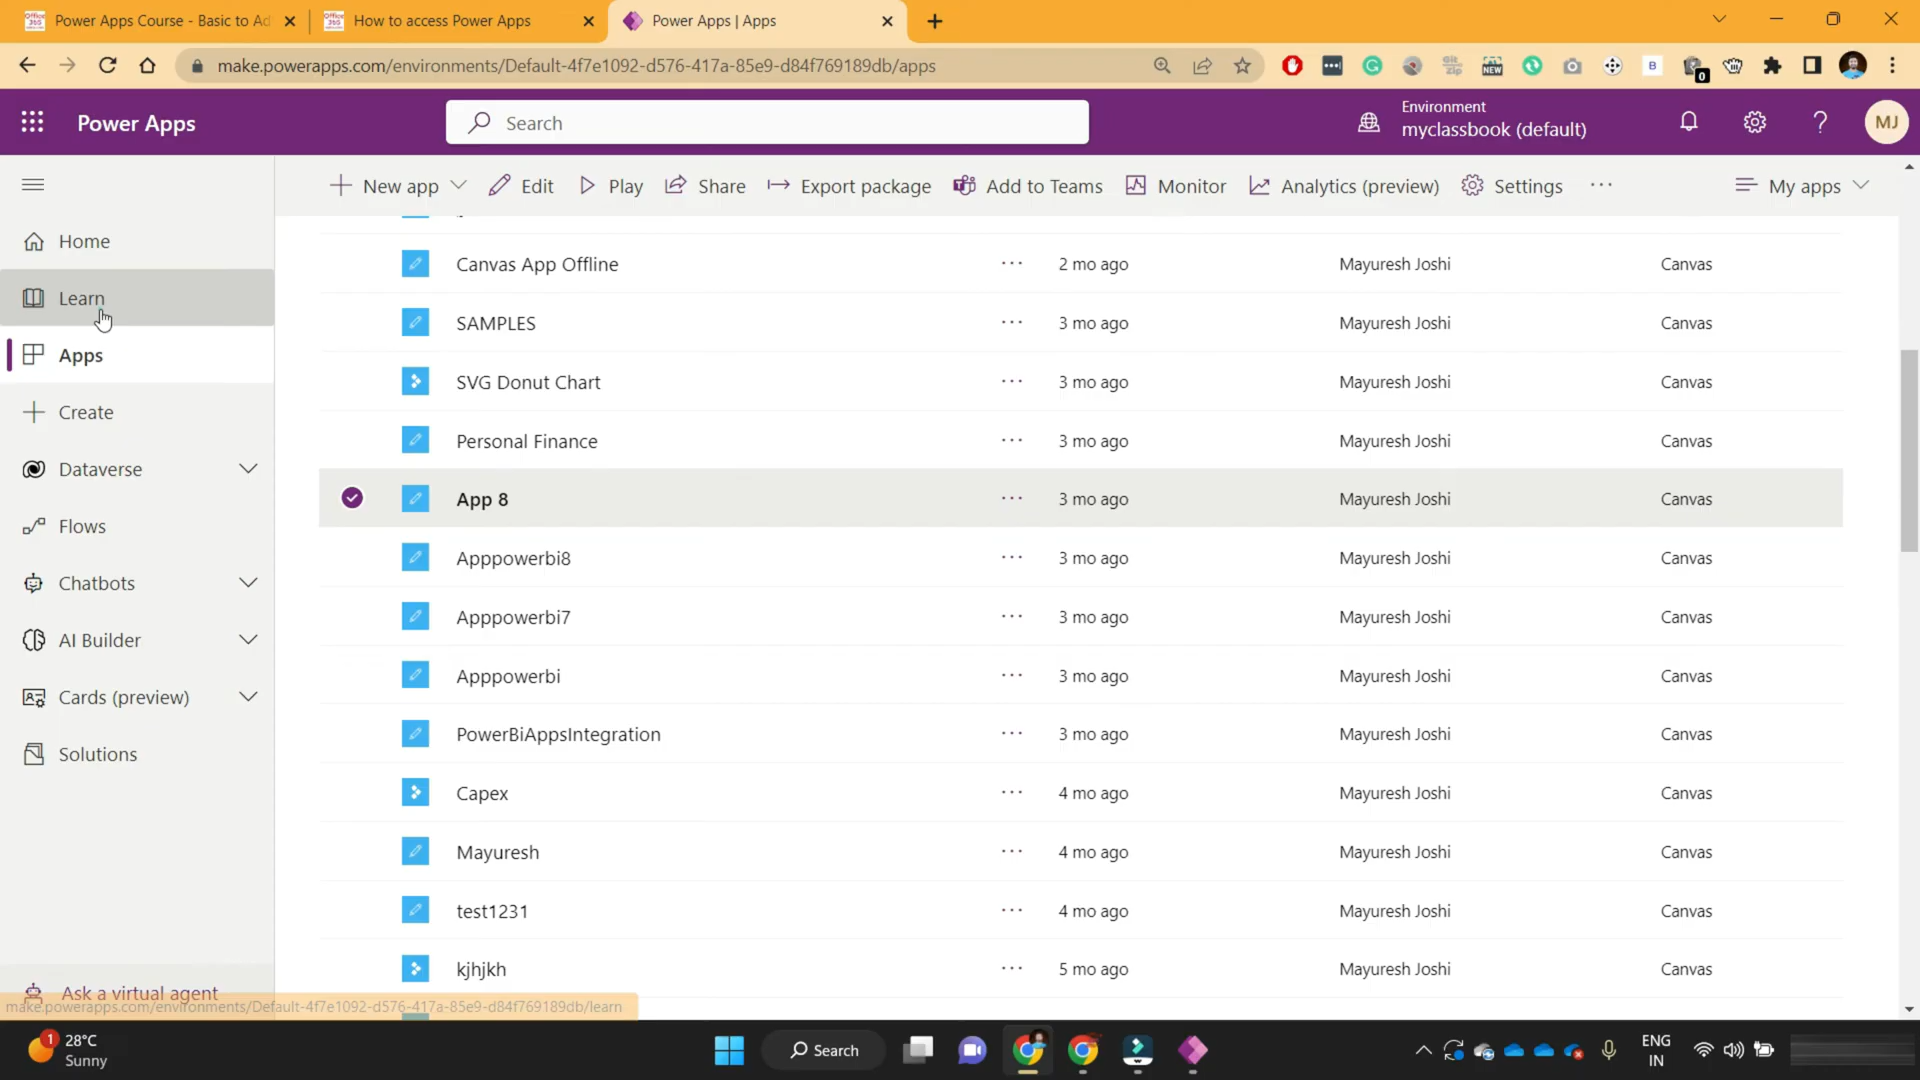 Power Apps Course - Basic to Ad
How to access Power Apps
Power Apps | Apps
make.powerapps.com/environments/Default-4f7e1092-d576-417a-85e9-d84f769189db/apps
Power Apps
Search
Environment
myclassbook (default)
MJ
New app
Edit
Play
Share
Export package
Add to Teams
Monitor
Analytics (preview)
Settings
My apps
Home
Learn
Apps
Create
Dataverse
Flows
Chatbots
AI Builder
Cards (preview)
Solutions
Ask a virtual agent
Canvas App Offline 2 mo ago Mayuresh Joshi Canvas
SAMPLES 3 mo ago Mayuresh Joshi Canvas
SVG Donut Chart 3 mo ago Mayuresh Joshi Canvas
Personal Finance 3 mo ago Mayuresh Joshi Canvas
App 8 3 mo ago Mayuresh Joshi Canvas
Apppowerbi8 3 mo ago Mayuresh Joshi Canvas
Apppowerbi7 3 mo ago Mayuresh Joshi Canvas
Apppowerbi 3 mo ago Mayuresh Joshi Canvas
PowerBiAppsIntegration 3 mo ago Mayuresh Joshi Canvas
Capex 4 mo ago Mayuresh Joshi Canvas
Mayuresh 4 mo ago Mayuresh Joshi Canvas
test1231 4 mo ago Mayuresh Joshi Canvas
kjhjkh 5 mo ago Mayuresh Joshi Canvas
make.powerapps.com/environments/Default-4f7e1092-d576-417a-85e9-d84f769189db/learn
1
28°C
Sunny
Search
ENG
IN